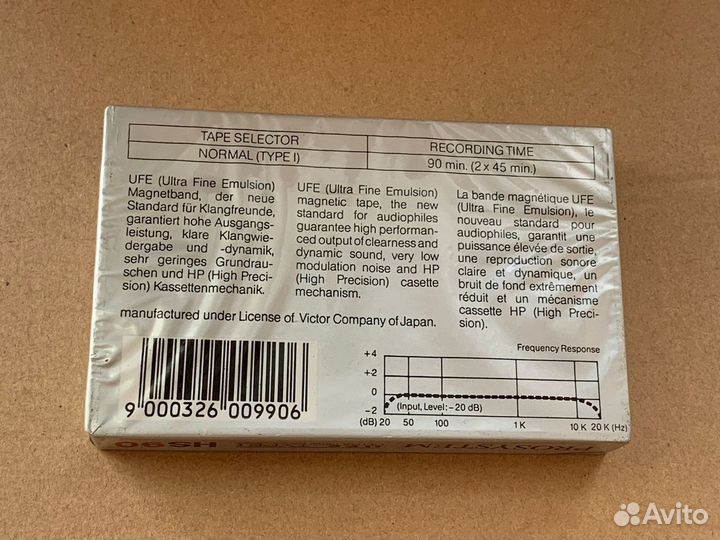 TAPE SELECTOR
RECORDING TIME
NORMAL (TYPE I)
90 min. (2 x 45 min.)
UFE (Ultra Fine Emulsion)
Magnetband, der neue
Standard für Klangfreunde,
garantiert hohe Ausgangs-
leistung, klare Klangwie-
dergabe und -dynamik,
sehr geringes Grundrau-
schen und HP (High Preci-
sion) Kassettenmechanik.
UFE (Ultra Fine Emulsion)
magnetic tape, the new
standard for audiophiles
guarantee high performan-
ced output of clearness and
dynamic sound, very low
modulation noise and HP
(High Precision) casette
mechanism.
La bande magnétique UFE
(Ultra Fine Emulsion), le
nouveau standard pour
audiophiles, garantit une
puissance élevée de sortie,
une reproduction sonore
claire et dynamique, un
bruit de fond extrêmement
réduit et un mécanisme
cassette HP (High Preci-
sion).
manufactured under License of Victor Company of Japan.
Frequency Response
+4
+2
0
-2
(Input, Level: -20 dB)
(dB) 20 50 100 1 K 10 K 20 K (Hz)
9 000326 009906
PROSYSTEM
HS90
Avito